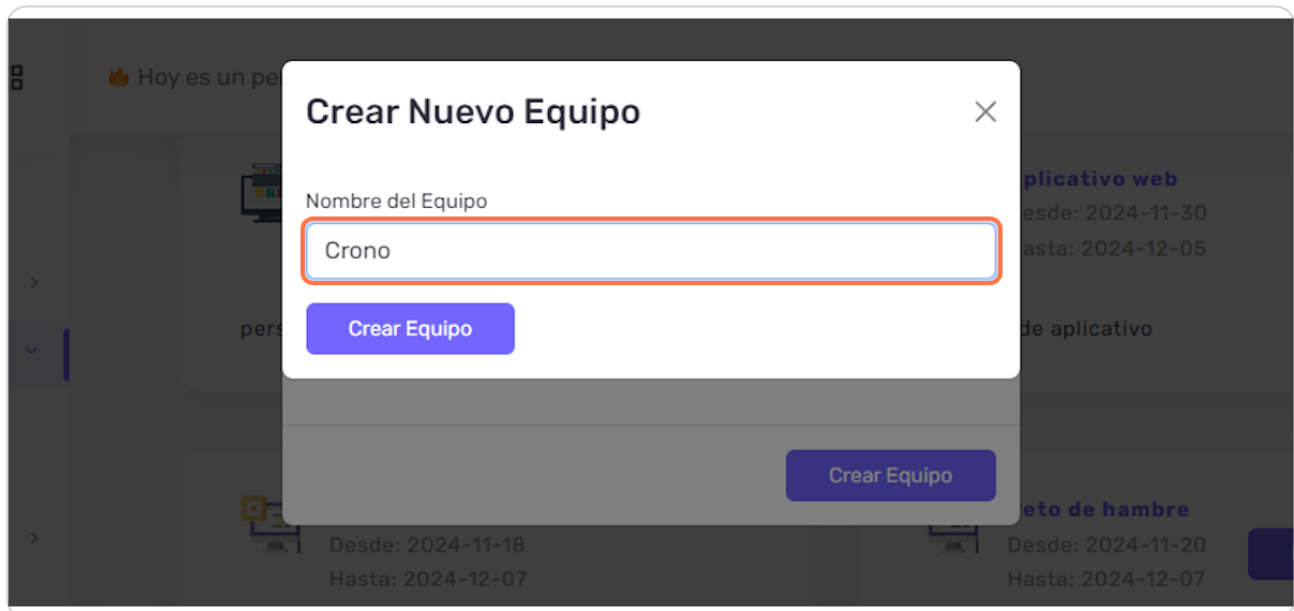 Hoy es un
Crear Nuevo Equipo
Nombre del Equipo
Crono
Crear Equipo
plicativo web
esde: 2024-11-30
asta: 2024-12-05
pers
de aplicativo
Crear Equipo
Desde: 2024-11-18
Hasta: 2024-12-07
eto de hambre
Desde: 2024-11-20
Hasta: 2024-12-07